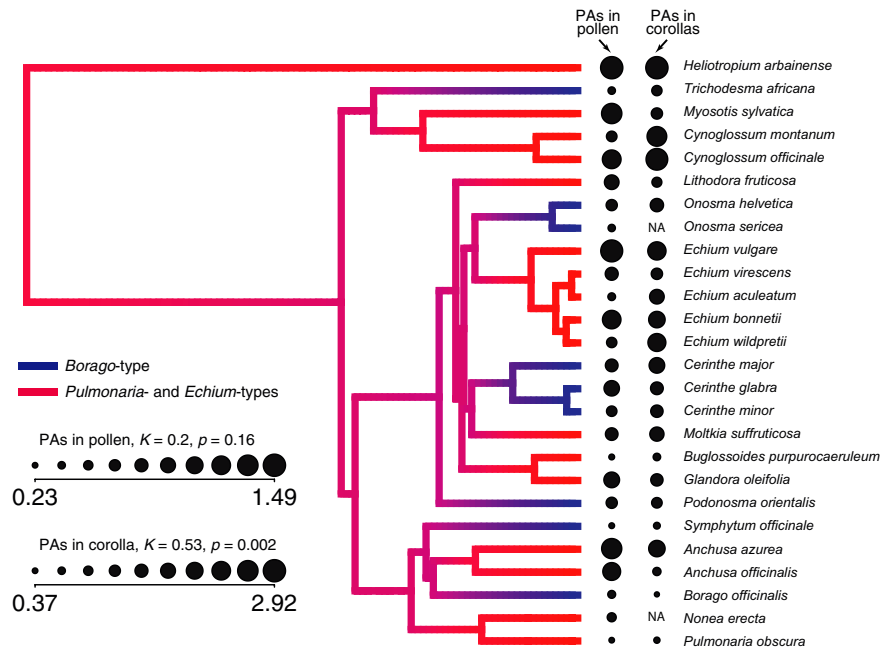 PAs in pollen
PAs in corollas
Heliotropium arbainense
Trichodesma africana
Myosotis sylvatica
Cynoglossum montanum
Cynoglossum officinale
Lithodora fruticosa
Onosma helvetica
NA Onosma sericea
Echium vulgare
Echium virescens
Echium aculeatum
Echium bonnetii
Echium wildpretii
Cerinthe major
Cerinthe glabra
Cerinthe minor
Moltkia suffruticosa
Buglossoides purpurocaeruleum
Glandora oleifolia
Podonosma orientalis
Symphytum officinale
Anchusa azurea
Anchusa officinalis
Borago officinalis
NA Nonea erecta
Pulmonaria obscura
Borago-type
Pulmonaria- and Echium-types
PAs in pollen, K = 0.2, p = 0.16
0.23 1.49
PAs in corolla, K = 0.53, p = 0.002
0.37 2.92